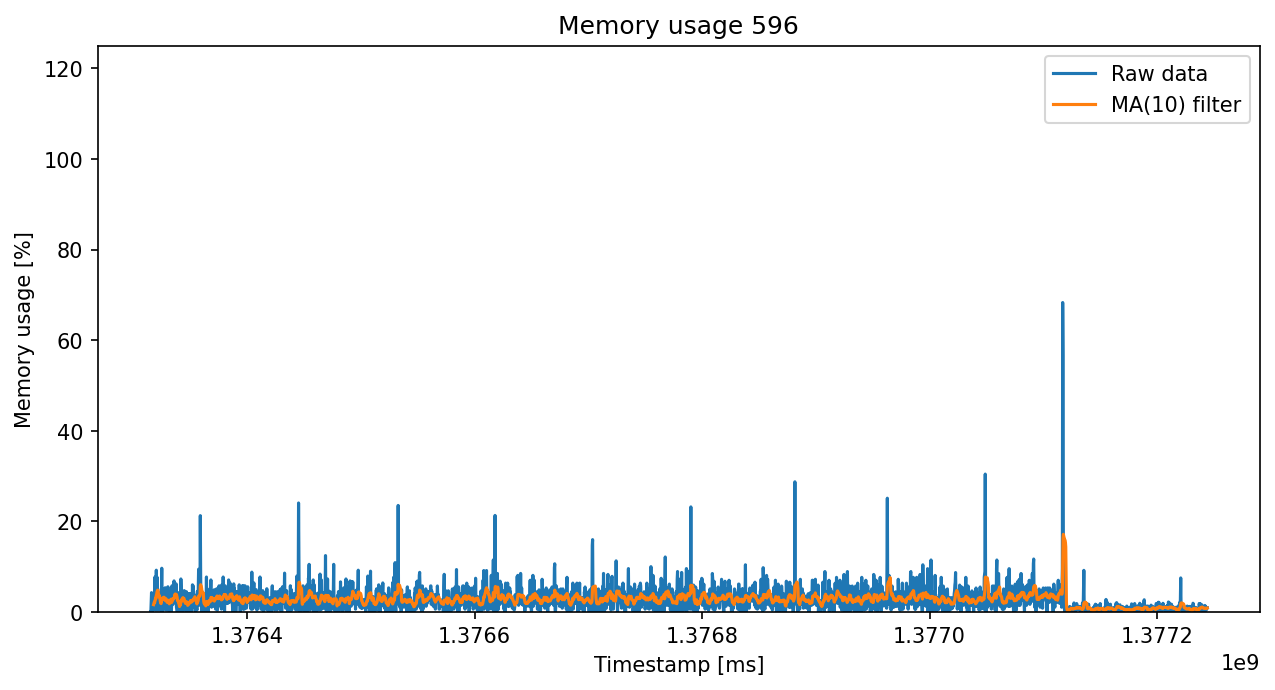 Memory usage 596
Raw data
MA(10) filter
120
100
80
60
40
20
0
Memory usage [%]
1.3764
1.3766
1.3768
1.3770
1.3772
1e9
Timestamp [ms]